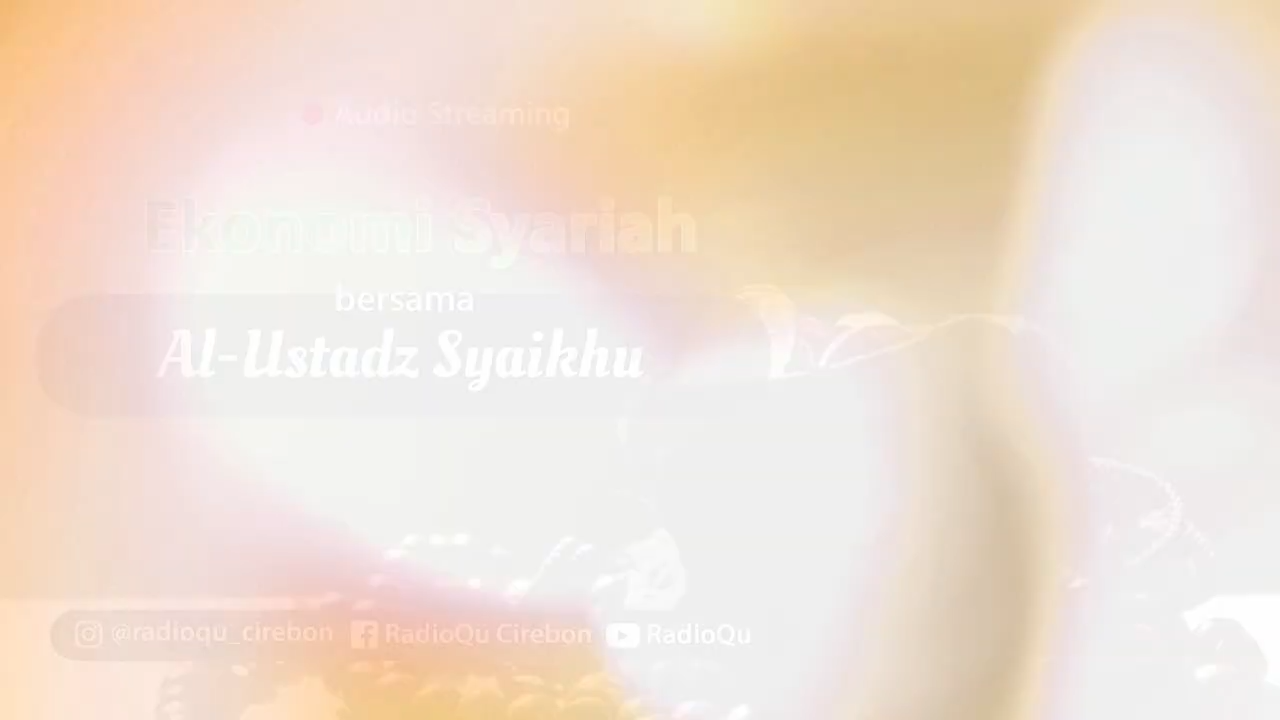 Audio Streaming
Ekonomi Syariah
bersama
Al-Ustadz Syaikhu
@radioqu_cirebon RadioQu Cirebon RadioQu